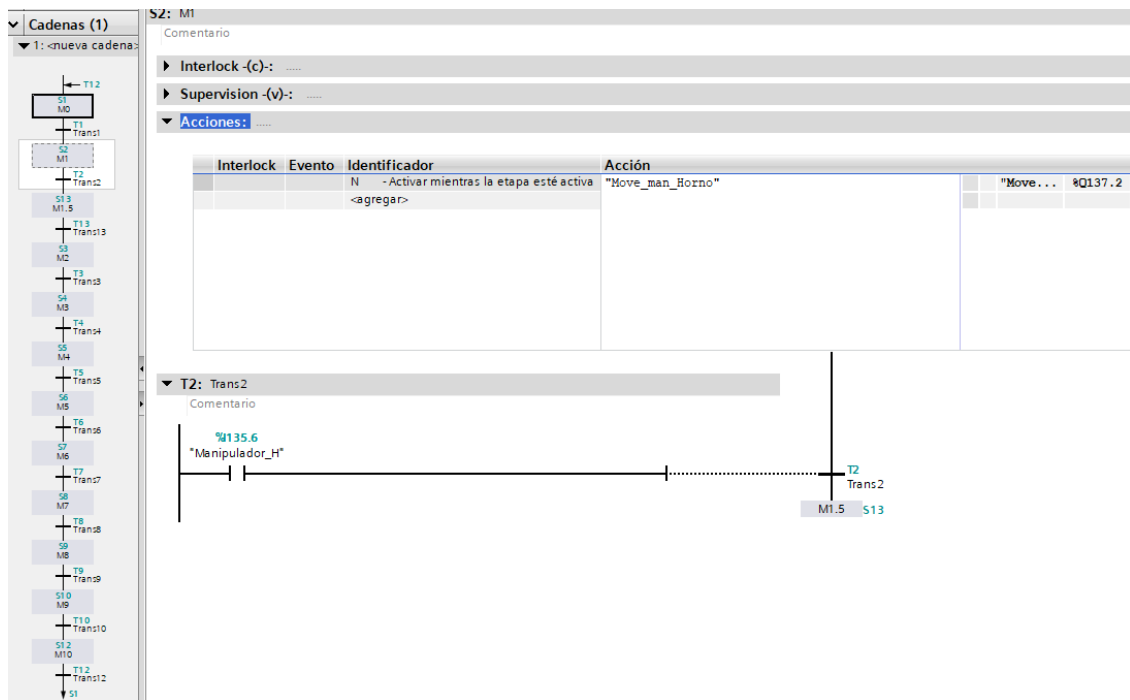 Cadenas (1)
1: <nueva cadena>
T12
S1
M0
T1
Trans1
S2
M1
T2
Trans2
S13
M1.5
T13
Trans13
S3
M2
T3
Trans3
S4
M3
T4
Trans4
S5
M4
T5
Trans5
S6
M5
T6
Trans6
S7
M6
T7
Trans7
S8
M7
T8
Trans8
S9
M8
T9
Trans9
S10
M9
T10
Trans10
S12
M10
T12
Trans12
S1
S2: M1
Comentario
Interlock -(c)-: .....
Supervision -(v)-: .....
Acciones: .....
Interlock Evento Identificador Acción
N - Activar mientras la etapa esté activa "Move_man_Horno" "Move... %Q137.2
<agregar>
T2: Trans2
Comentario
%I135.6
"Manipulador_H"
T2
Trans2
M1.5 S13